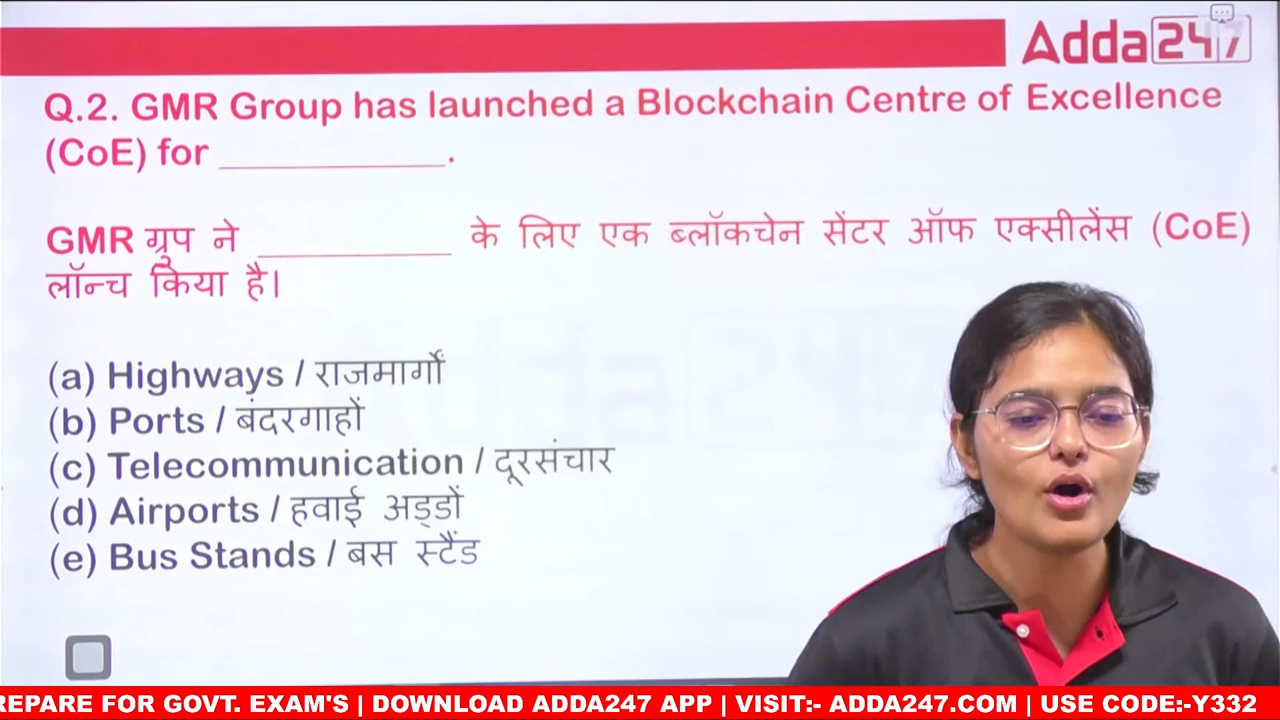 Adda247
Q.2. GMR Group has launched a Blockchain Centre of Excellence
(CoE) for ____________.
GMR ग्रुप ने ____________ के लिए एक ब्लॉकचेन सेंटर ऑफ एक्सीलेंस (CoE)
लॉन्च किया है।
(a) Highways / राजमार्गों
(b) Ports / बंदरगाहों
(c) Telecommunication / दूरसंचार
(d) Airports / हवाई अड्डों
(e) Bus Stands / बस स्टैंड
REPARE FOR GOVT. EXAM'S | DOWNLOAD ADDA247 APP | VISIT:- ADDA247.COM | USE CODE:-Y332